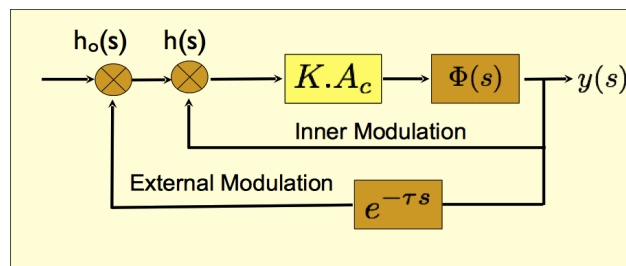 hₒ(s) h(s)
K.A_c Φ(s) y(s)
Inner Modulation
External Modulation
e^{-τs}